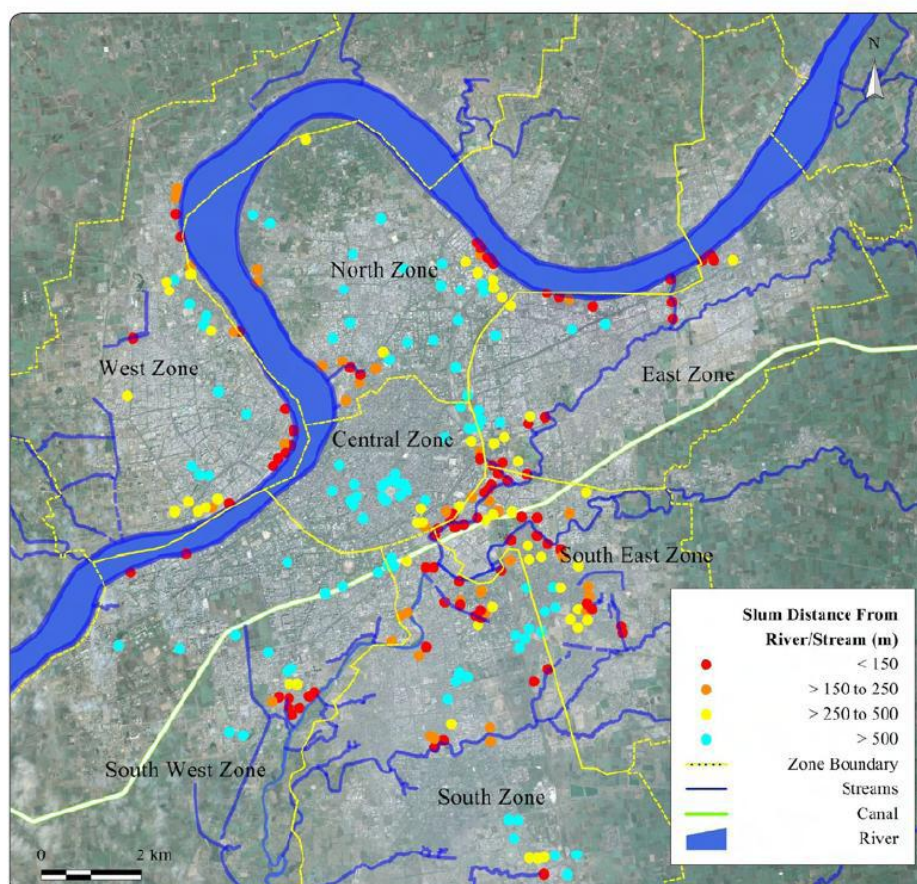 N
North Zone
West Zone
East Zone
Central Zone
South East Zone
South West Zone
South Zone
Slum Distance From
River/Stream (m)
< 150
> 150 to 250
> 250 to 500
> 500
Zone Boundary
Streams
Canal
River
0 2 km